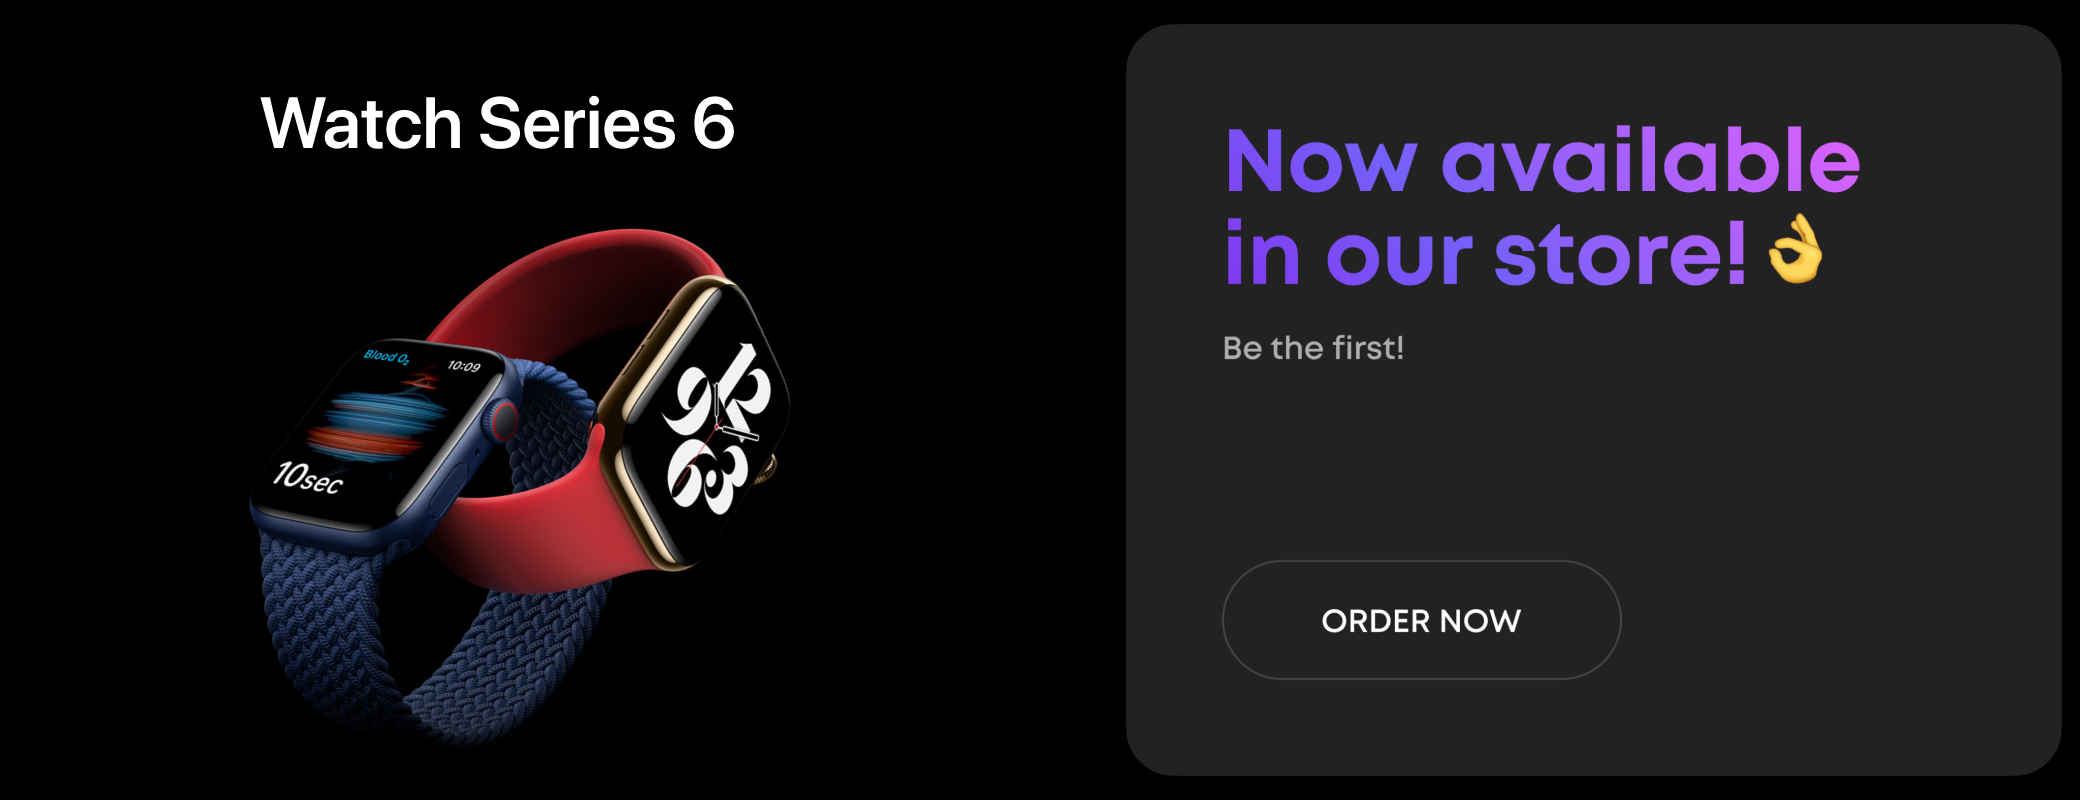 Watch Series 6
Blood O₂
10:09
10sec
12
9
3
6
Now available
in our store!👌
Be the first!
ORDER NOW